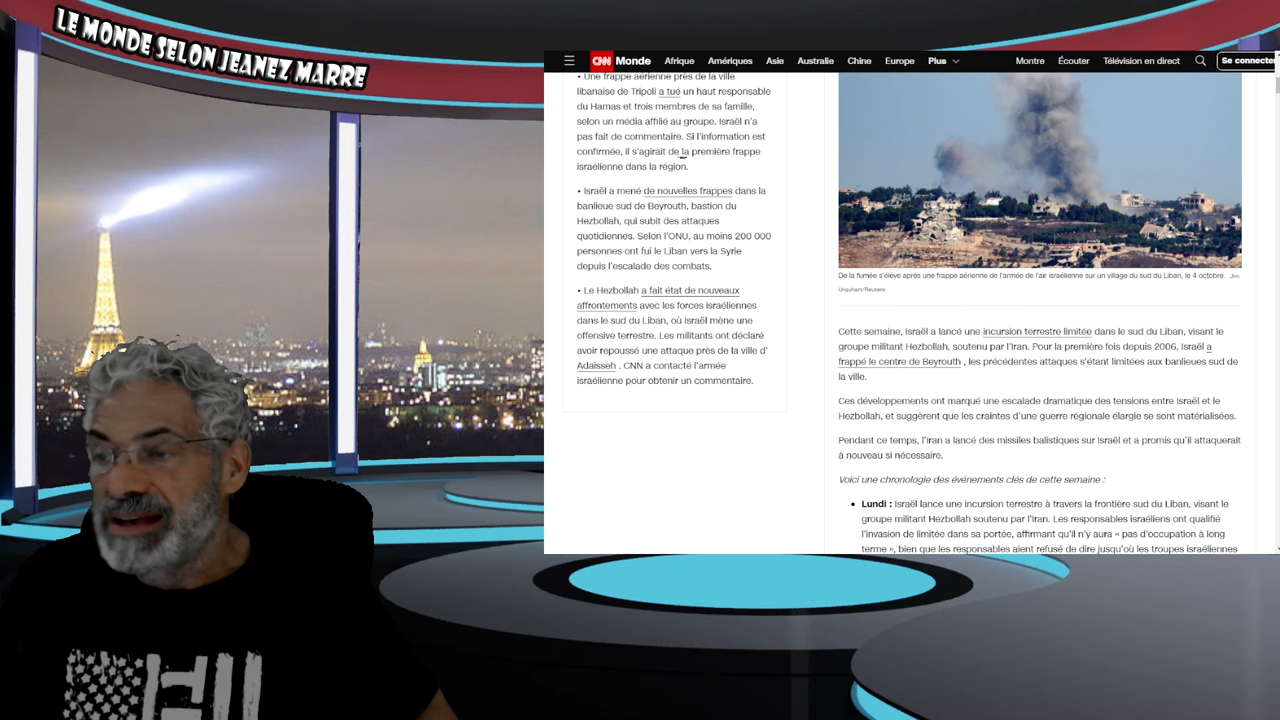 LE MONDE SELON JEANEZ MARRE
CNN Monde Afrique Amériques Asie Australie Chine Europe Plus Montre Écouter Télévision en direct Se connecter
• Une frappe aérienne près de la ville
libanaise de Tripoli a tué un haut responsable
du Hamas et trois membres de sa famille,
selon un média affilié au groupe. Israël n'a
pas fait de commentaire. Si l'information est
confirmée, il s'agirait de la première frappe
israélienne dans la région.
• Israël a mené de nouvelles frappes dans la
banlieue sud de Beyrouth, bastion du
Hezbollah, qui subit des attaques
quotidiennes. Selon l'ONU, au moins 200 000
personnes ont fui le Liban vers la Syrie
depuis l'escalade des combats.
• Le Hezbollah a fait état de nouveaux
affrontements avec les forces israéliennes
dans le sud du Liban, où Israël mène une
offensive terrestre. Les militants ont déclaré
avoir repoussé une attaque près de la ville d'
Adaisseh . CNN a contacté l'armée
israélienne pour obtenir un commentaire.
De la fumée s'élève après une frappe aérienne de l'armée de l'air israélienne sur un village du sud du Liban, le 4 octobre. Jim
Urquhart/Reuters
Cette semaine, Israël a lancé une incursion terrestre limitée dans le sud du Liban, visant le
groupe militant Hezbollah, soutenu par l'Iran. Pour la première fois depuis 2006, Israël a
frappé le centre de Beyrouth , les précédentes attaques s'étant limitées aux banlieues sud de
la ville.
Ces développements ont marqué une escalade dramatique des tensions entre Israël et le
Hezbollah, et suggèrent que les craintes d'une guerre régionale élargie se sont matérialisées.
Pendant ce temps, l'Iran a lancé des missiles balistiques sur Israël et a promis qu'il attaquerait
à nouveau si nécessaire.
Voici une chronologie des événements clés de cette semaine :
• Lundi : Israël lance une incursion terrestre à travers la frontière sud du Liban, visant le
groupe militant Hezbollah soutenu par l'Iran. Les responsables israéliens ont qualifié
l'invasion de limitée dans sa portée, affirmant qu'il n'y aura « pas d'occupation à long
terme », bien que les responsables aient refusé de dire jusqu'où les troupes israéliennes